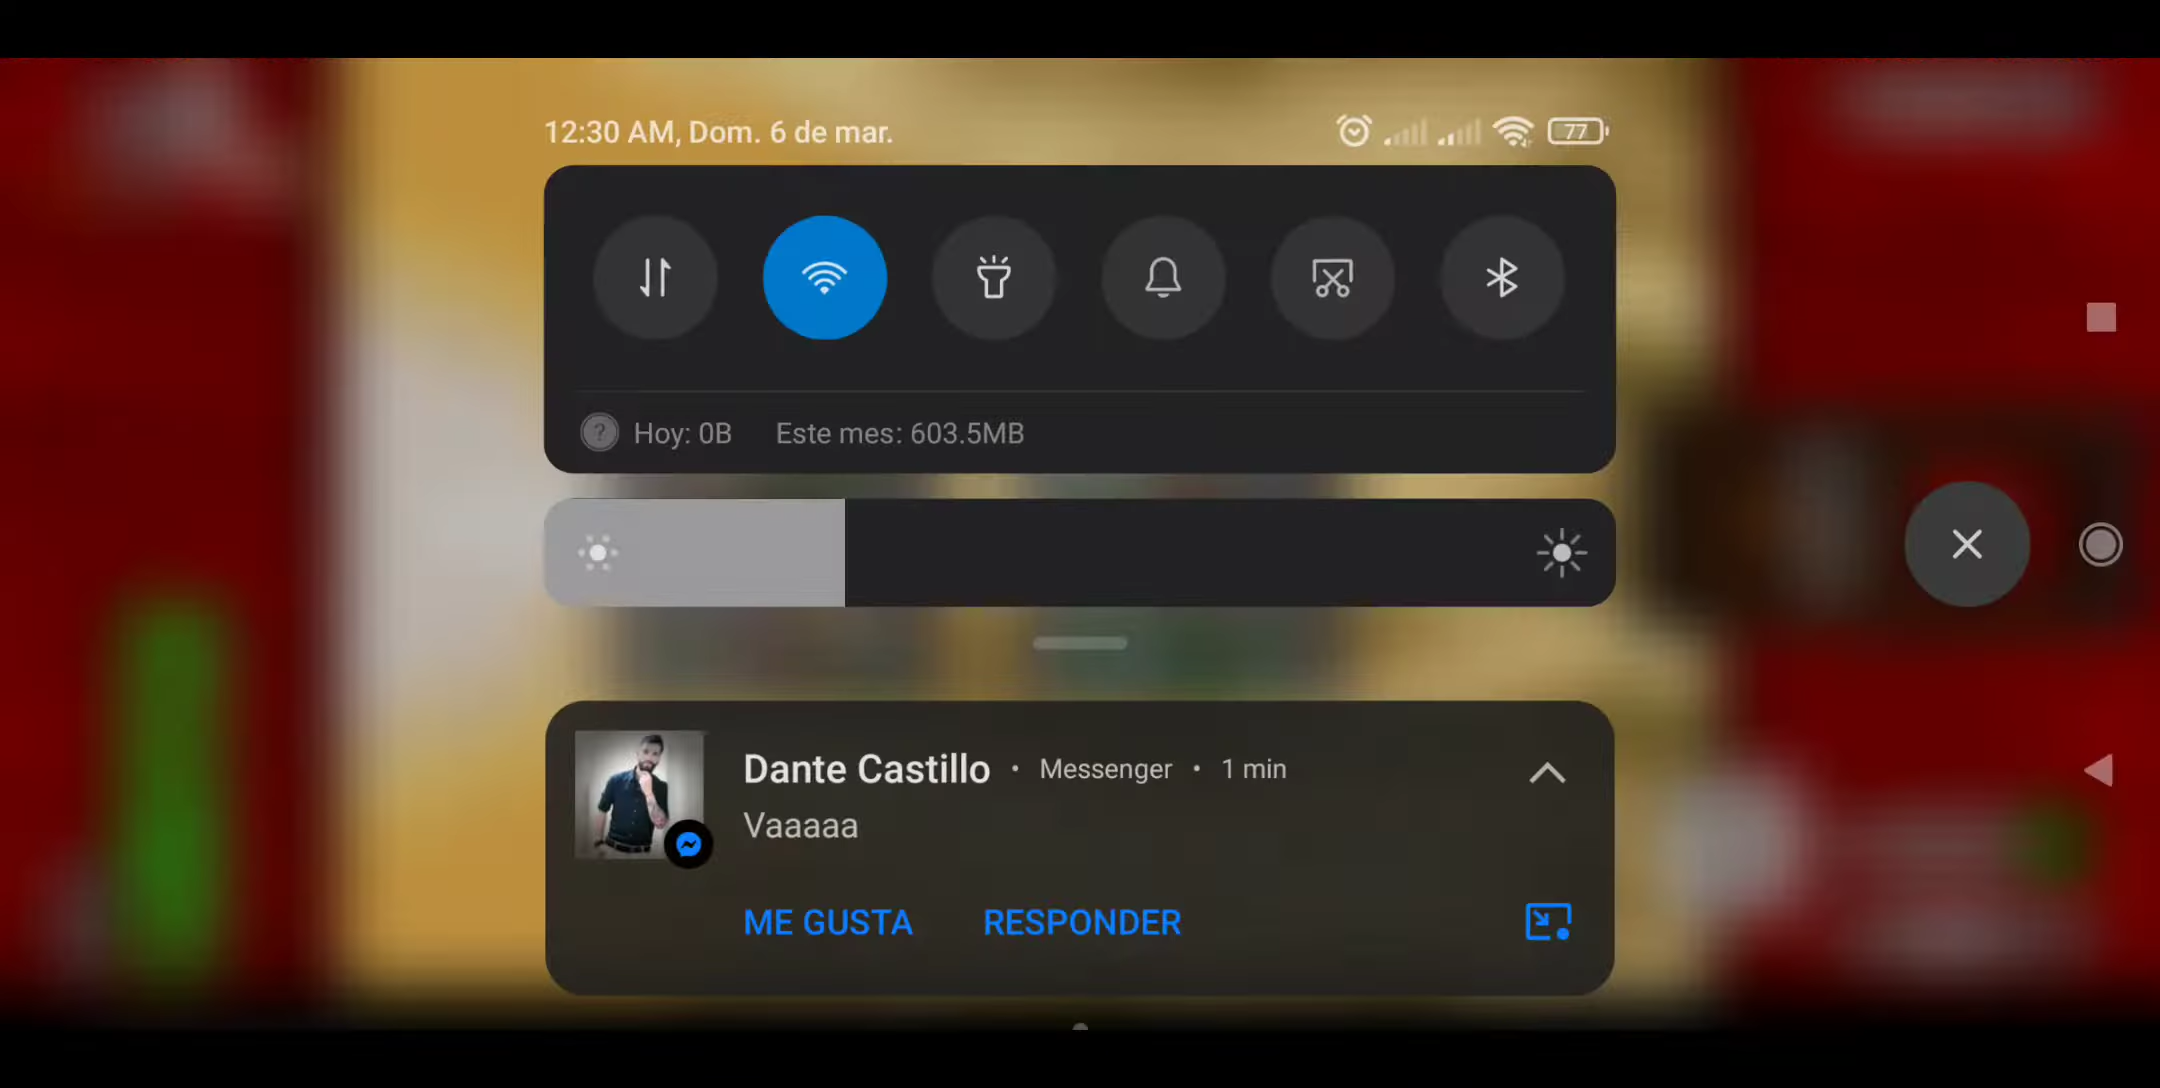 12:30 AM, Dom. 6 de mar.
77
? Hoy: 0B Este mes: 603.5MB
Dante Castillo • Messenger • 1 min
Vaaaaa
ME GUSTA RESPONDER